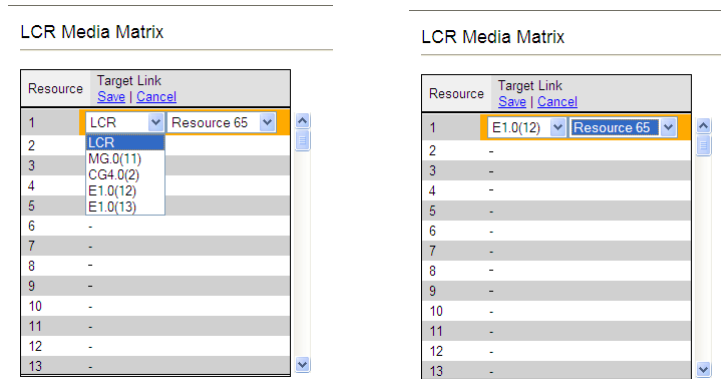 LCR Media Matrix
Resource Target Link
Save | Cancel
1 LCR Resource 65
2 LCR
3 MG.0(11)
4 CG4.0(2)
5 E1.0(12)
E1.0(13)
6 -
7 -
8 -
9 -
10 -
11 -
12 -
13 -
LCR Media Matrix
Resource Target Link
Save | Cancel
1 E1.0(12) Resource 65
2 -
3 -
4 -
5 -
6 -
7 -
8 -
9 -
10 -
11 -
12 -
13 -